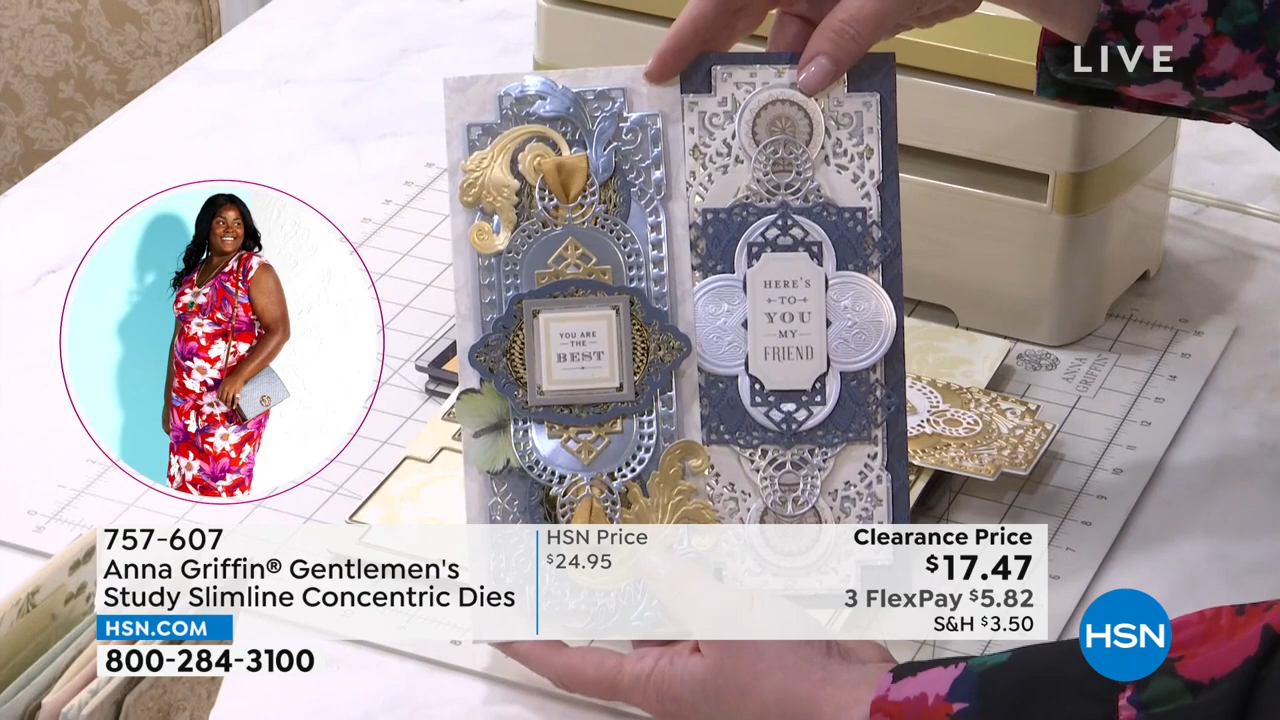 LIVE
YOU ARE
THE
BEST
HERE'S
TO
YOU
MY
FRIEND
ANNA
GRIFFIN
757-607
Anna Griffin® Gentlemen's
Study Slimline Concentric Dies
HSN.COM
800-284-3100
HSN Price
$24.95
Clearance Price
$17.47
3 FlexPay $5.82
S&H $3.50
HSN